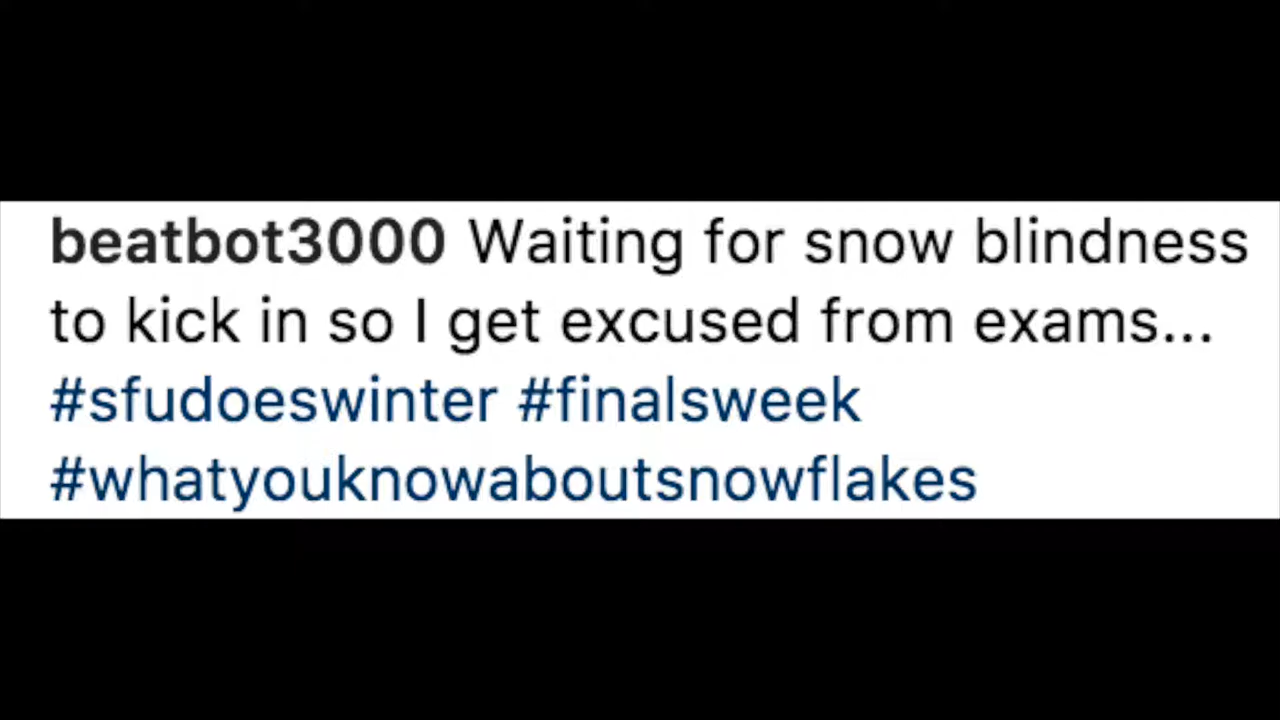 beatbot3000 Waiting for snow blindness
to kick in so I get excused from exams...
#sfudoeswinter #finalsweek
#whatyouknowaboutsnowflakes